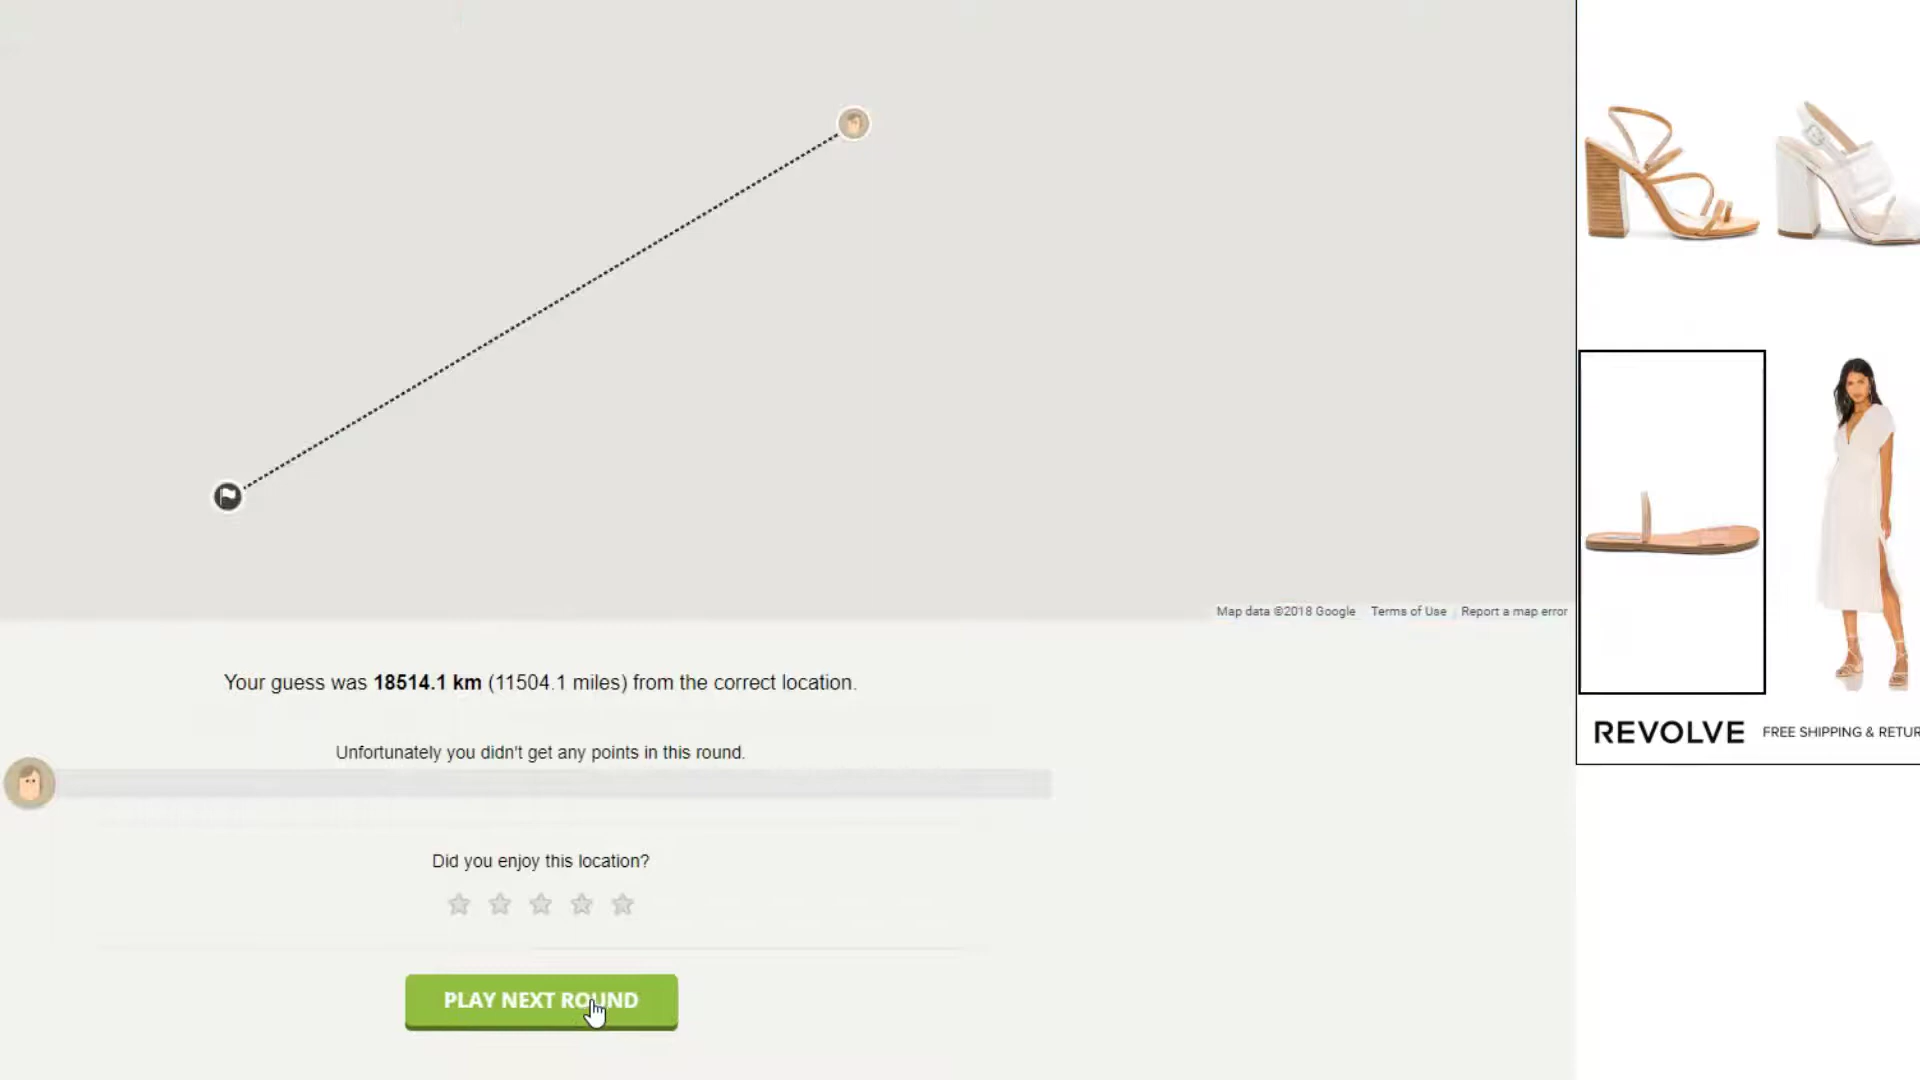 Map data ©2018 Google Terms of Use Report a map error
Your guess was 18514.1 km (11504.1 miles) from the correct location.
Unfortunately you didn't get any points in this round.
Did you enjoy this location?
PLAY NEXT ROUND
REVOLVE FREE SHIPPING & RETUR